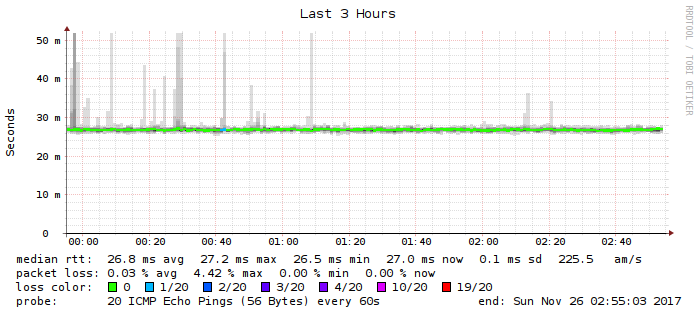 Last 3 Hours
RRDTOOL / TOBI OETIKER
Seconds
50 m
40 m
30 m
20 m
10 m
0
00:00 00:20 00:40 01:00 01:20 01:40 02:00 02:20 02:40
median rtt: 26.8 ms avg 27.2 ms max 26.5 ms min 27.0 ms now 0.1 ms sd 225.5 am/s
packet loss: 0.03 % avg 4.42 % max 0.00 % min 0.00 % now
loss color: 0 1/20 2/20 3/20 4/20 10/20 19/20
probe: 20 ICMP Echo Pings (56 Bytes) every 60s end: Sun Nov 26 02:55:03 2017